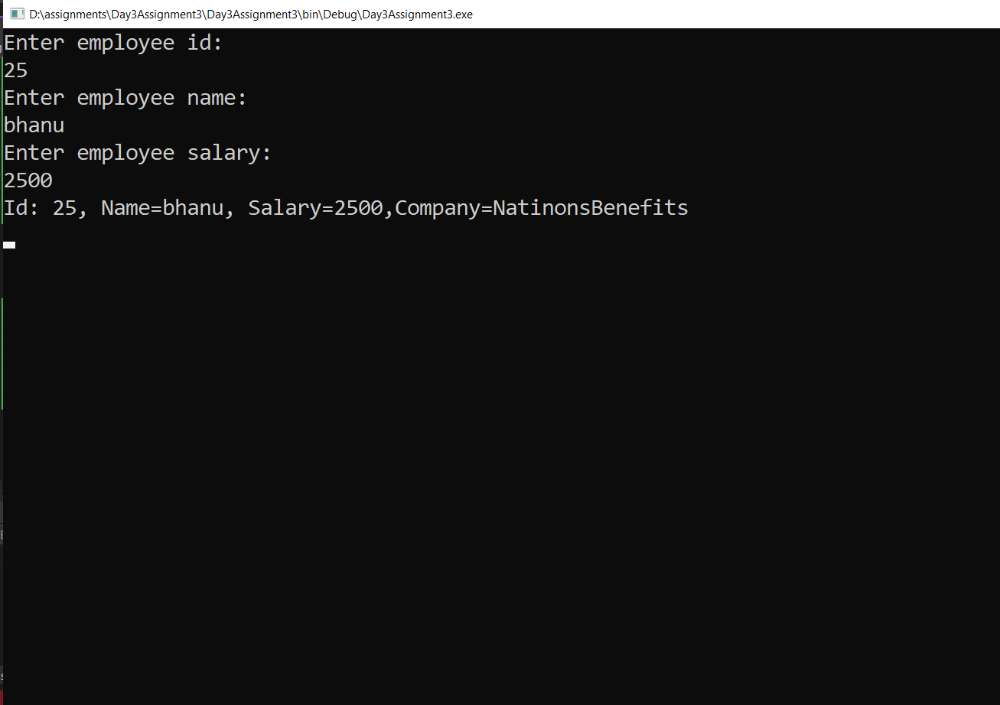 D:\assignments\Day3Assignment3\Day3Assignment3\bin\Debug\Day3Assignment3.exe
Enter employee id:
25
Enter employee name:
bhanu
Enter employee salary:
2500
Id: 25, Name=bhanu, Salary=2500,Company=NatinonsBenefits